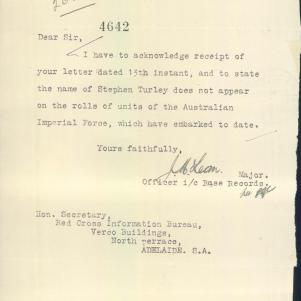 4642
Dear Sir,
I have to acknowledge receipt of
your letter dated 13th instant, and to state
the name of Stephen Turley does not appear
on the rolls of units of the Australian
Imperial Force, which have embarked to date.
Yours faithfully,
J M Lean. Major.
Officer i/c Base Records.
Hon. Secretary,
Red Cross Information Bureau,
Verco Buildings,
North Terrace,
ADELAIDE. S.A.